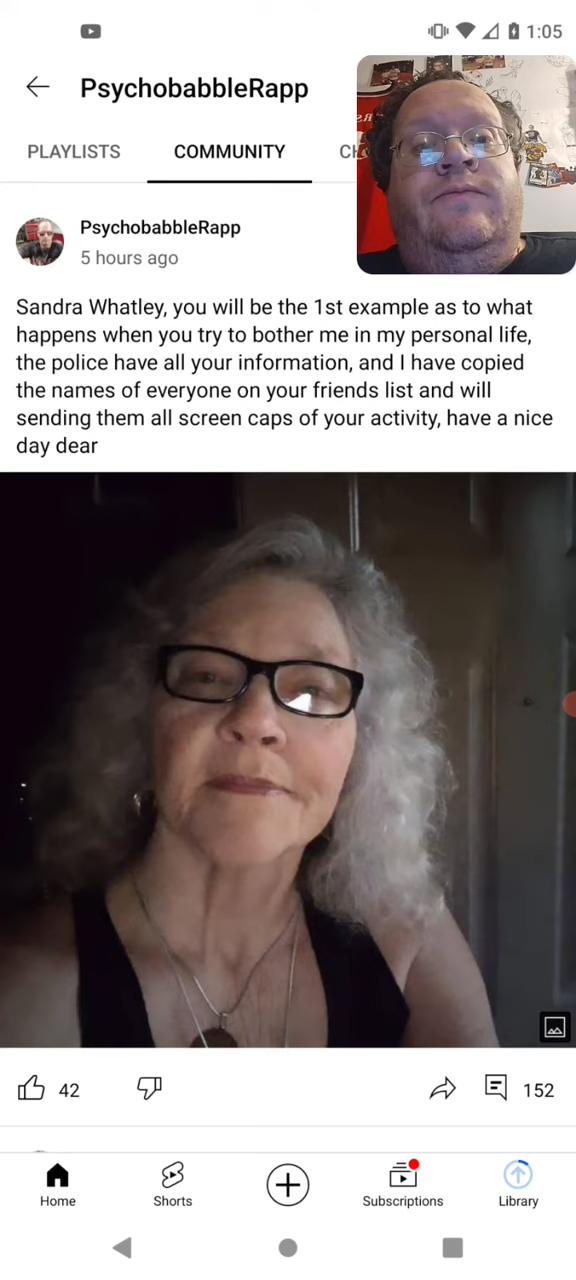 1:05
PsychobabbleRapp
PLAYLISTS COMMUNITY
PsychobabbleRapp
5 hours ago
Sandra Whatley, you will be the 1st example as to what
happens when you try to bother me in my personal life,
the police have all your information, and I have copied
the names of everyone on your friends list and will
sending them all screen caps of your activity, have a nice
day dear
42 152
Home Shorts Subscriptions Library